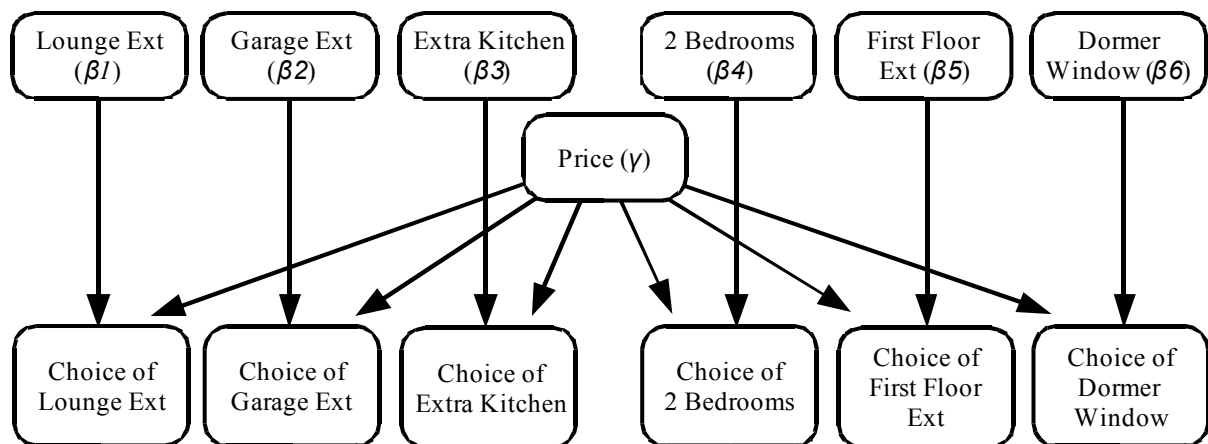 Lounge Ext
(β1)
Garage Ext
(β2)
Extra Kitchen
(β3)
2 Bedrooms
(β4)
First Floor
Ext (β5)
Dormer
Window (β6)
Price (γ)
Choice of
Lounge Ext
Choice of
Garage Ext
Choice of
Extra Kitchen
Choice of
2 Bedrooms
Choice of
First Floor
Ext
Choice of
Dormer
Window